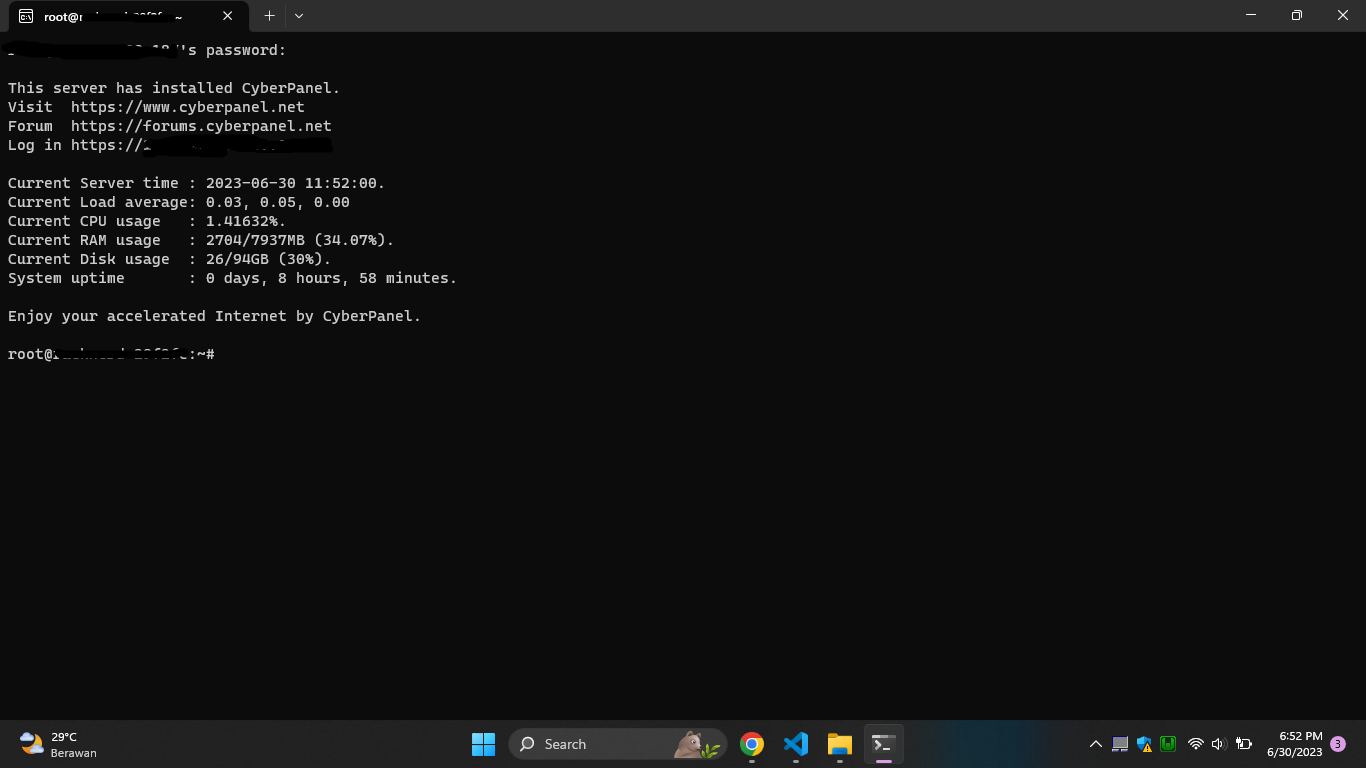 root@
's password:
This server has installed CyberPanel.
Visit  https://www.cyberpanel.net
Forum  https://forums.cyberpanel.net
Log in https://
Current Server time : 2023-06-30 11:52:00.
Current Load average: 0.03, 0.05, 0.00
Current CPU usage   : 1.41632%.
Current RAM usage   : 2704/7937MB (34.07%).
Current Disk usage  : 26/94GB (30%).
System uptime       : 0 days, 8 hours, 58 minutes.
Enjoy your accelerated Internet by CyberPanel.
root@:~#
29°C
Berawan
Search
6:52 PM
6/30/2023
3